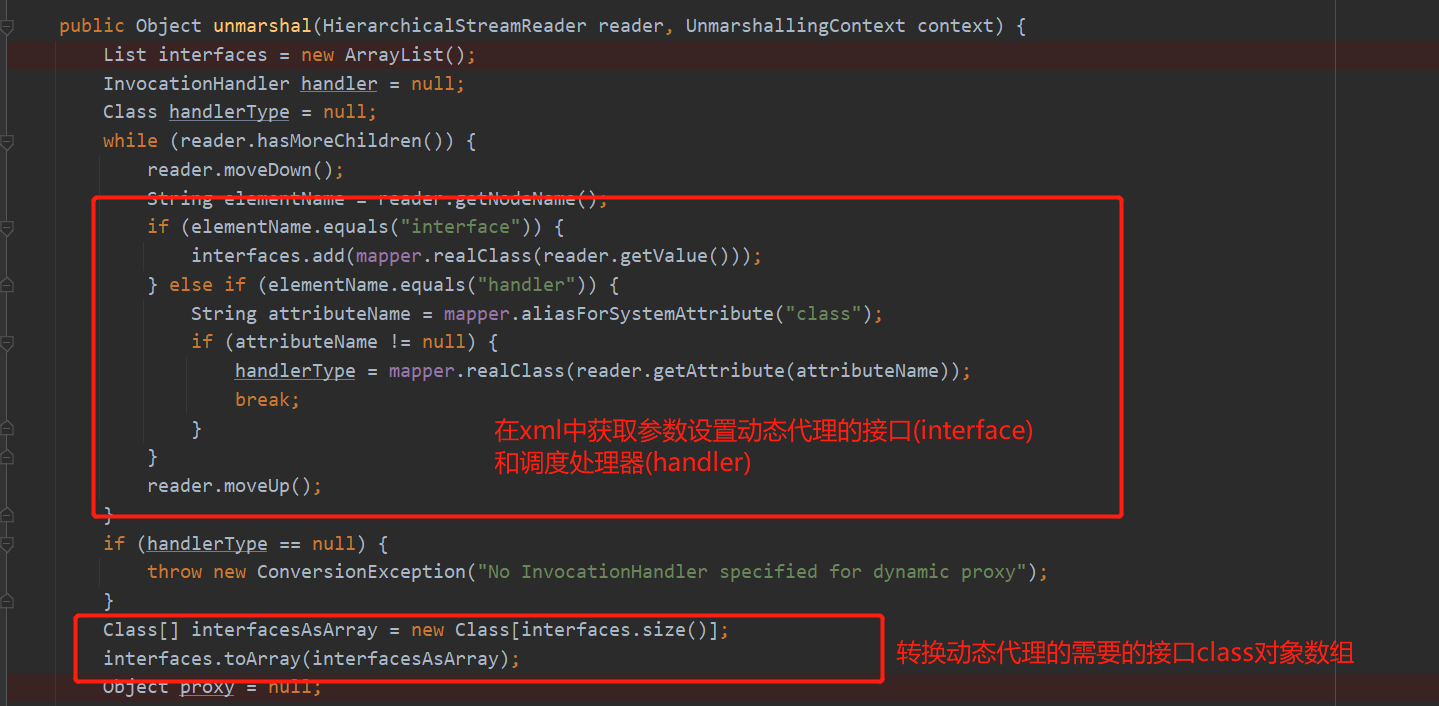 public Object unmarshal(HierarchicalStreamReader reader, UnmarshallingContext context) {
List interfaces = new ArrayList();
InvocationHandler handler = null;
Class handlerType = null;
while (reader.hasMoreChildren()) {
reader.moveDown();
String elementName = reader.getNodeName();
if (elementName.equals("interface")) {
interfaces.add(mapper.realClass(reader.getValue()));
} else if (elementName.equals("handler")) {
String attributeName = mapper.aliasForSystemAttribute("class");
if (attributeName != null) {
handlerType = mapper.realClass(reader.getAttribute(attributeName));
break;
}
在xml中获取参数设置动态代理的接口(interface)
和调度处理器(handler)
}
reader.moveUp();
}
if (handlerType == null) {
throw new ConversionException("No InvocationHandler specified for dynamic proxy");
}
Class[] interfacesAsArray = new Class[interfaces.size()];
interfaces.toArray(interfacesAsArray);
转换动态代理的需要的接口class对象数组
Object proxy = null;